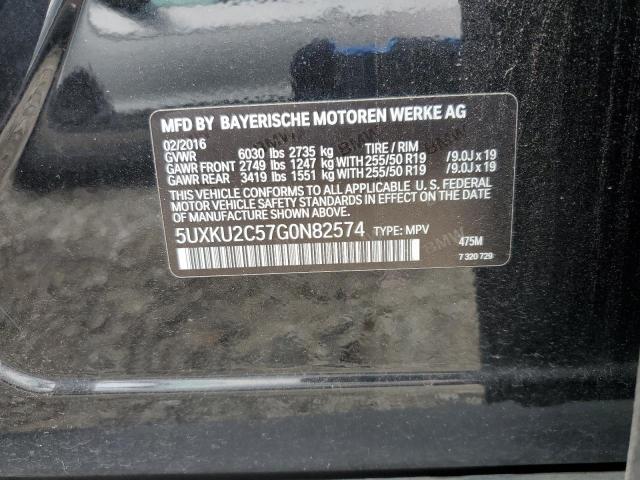 MFD BY BAYERISCHE MOTOREN WERKE AG
02/2016
GVWR 6030 lbs 2735 kg TIRE / RIM
GAWR FRONT 2749 lbs 1247 kg WITH 255/50 R19 /9.0J x 19
GAWR REAR 3419 lbs 1551 kg WITH 255/50 R19 /9.0J x 19
THIS VEHICLE CONFORMS TO ALL APPLICABLE U. S. FEDERAL
MOTOR VEHICLE SAFETY STANDARDS IN EFFECT ON THE DATE
OF MANUFACTURE SHOWN ABOVE.
5UXKU2C57G0N82574 TYPE: MPV 475M
7 320 729